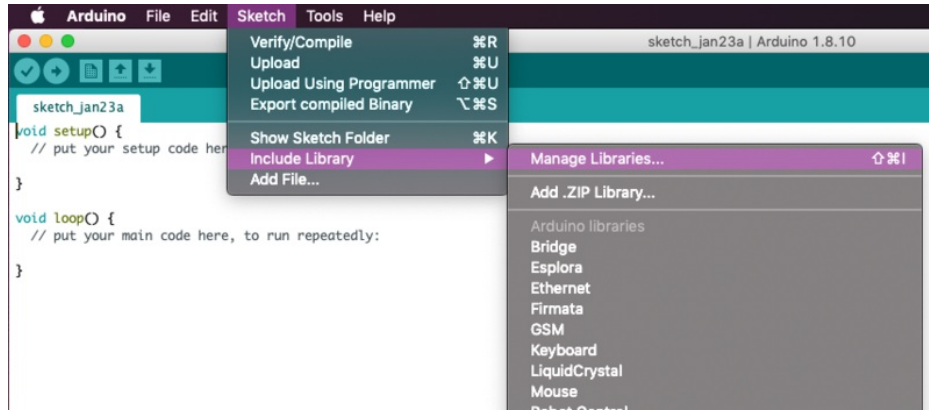 Arduino File Edit Sketch Tools Help
sketch_jan23a | Arduino 1.8.10
Verify/Compile ⌘R
Upload ⌘U
Upload Using Programmer ⇧⌘U
Export compiled Binary ⌥⌘S
Show Sketch Folder ⌘K
Include Library ▶
Add File...
sketch_jan23a
void setup() {
// put your setup code her
}
void loop() {
// put your main code here, to run repeatedly:
}
Manage Libraries... ⇧⌘I
Add .ZIP Library...
Arduino libraries
Bridge
Esplora
Ethernet
Firmata
GSM
Keyboard
LiquidCrystal
Mouse
Robot Control